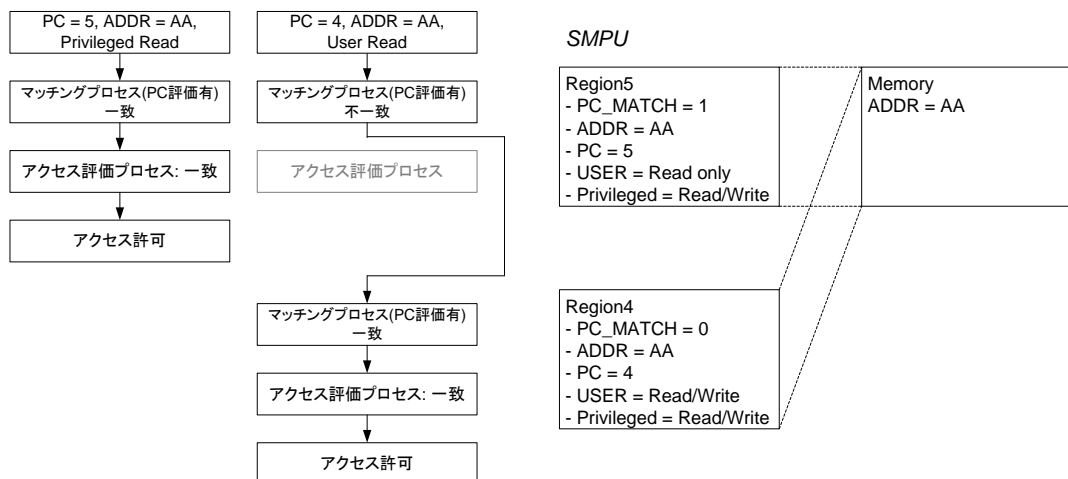 PC = 5, ADDR = AA,
Privileged Read
マッチングプロセス(PC評価有)
一致
アクセス評価プロセス: 一致
アクセス許可
PC = 4, ADDR = AA,
User Read
マッチングプロセス(PC評価有)
不一致
アクセス評価プロセス
マッチングプロセス(PC評価有)
一致
アクセス評価プロセス: 一致
アクセス許可
SMPU
Region5
- PC_MATCH = 1
- ADDR = AA
- PC = 5
- USER = Read only
- Privileged = Read/Write
Memory
ADDR = AA
Region4
- PC_MATCH = 0
- ADDR = AA
- PC = 4
- USER = Read/Write
- Privileged = Read/Write